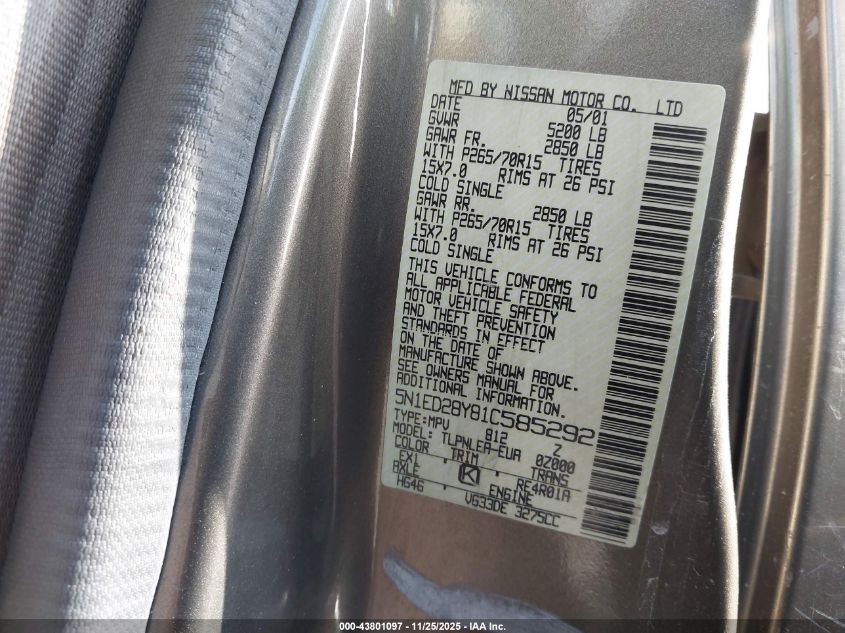 MFD BY NISSAN MOTOR CO. LTD
DATE 05/01
GVWR 5200 LB
GAWR FR. 2850 LB
WITH P265/70R15 TIRES
15X7.0 RIMS AT 26 PSI
COLD SINGLE
GAWR RR. 2850 LB
WITH P265/70R15 TIRES
15X7.0 RIMS AT 26 PSI
COLD SINGLE
THIS VEHICLE CONFORMS TO
ALL APPLICABLE FEDERAL
MOTOR VEHICLE SAFETY
AND THEFT PREVENTION
STANDARDS IN EFFECT
ON THE DATE OF
MANUFACTURE SHOWN ABOVE.
SEE OWNERS MANUAL FOR
ADDITIONAL INFORMATION.
5N1ED28Y81C585292
TYPE:MPV 812 Z
MODEL: TLPNLEA-EUA 0Z000
COLOR TRIM TRANS
EX1 K RE4R01A
AXLE ENGINE
HG46 VG33DE 3275CC
000-43801097 - 11/25/2025 - IAA Inc.